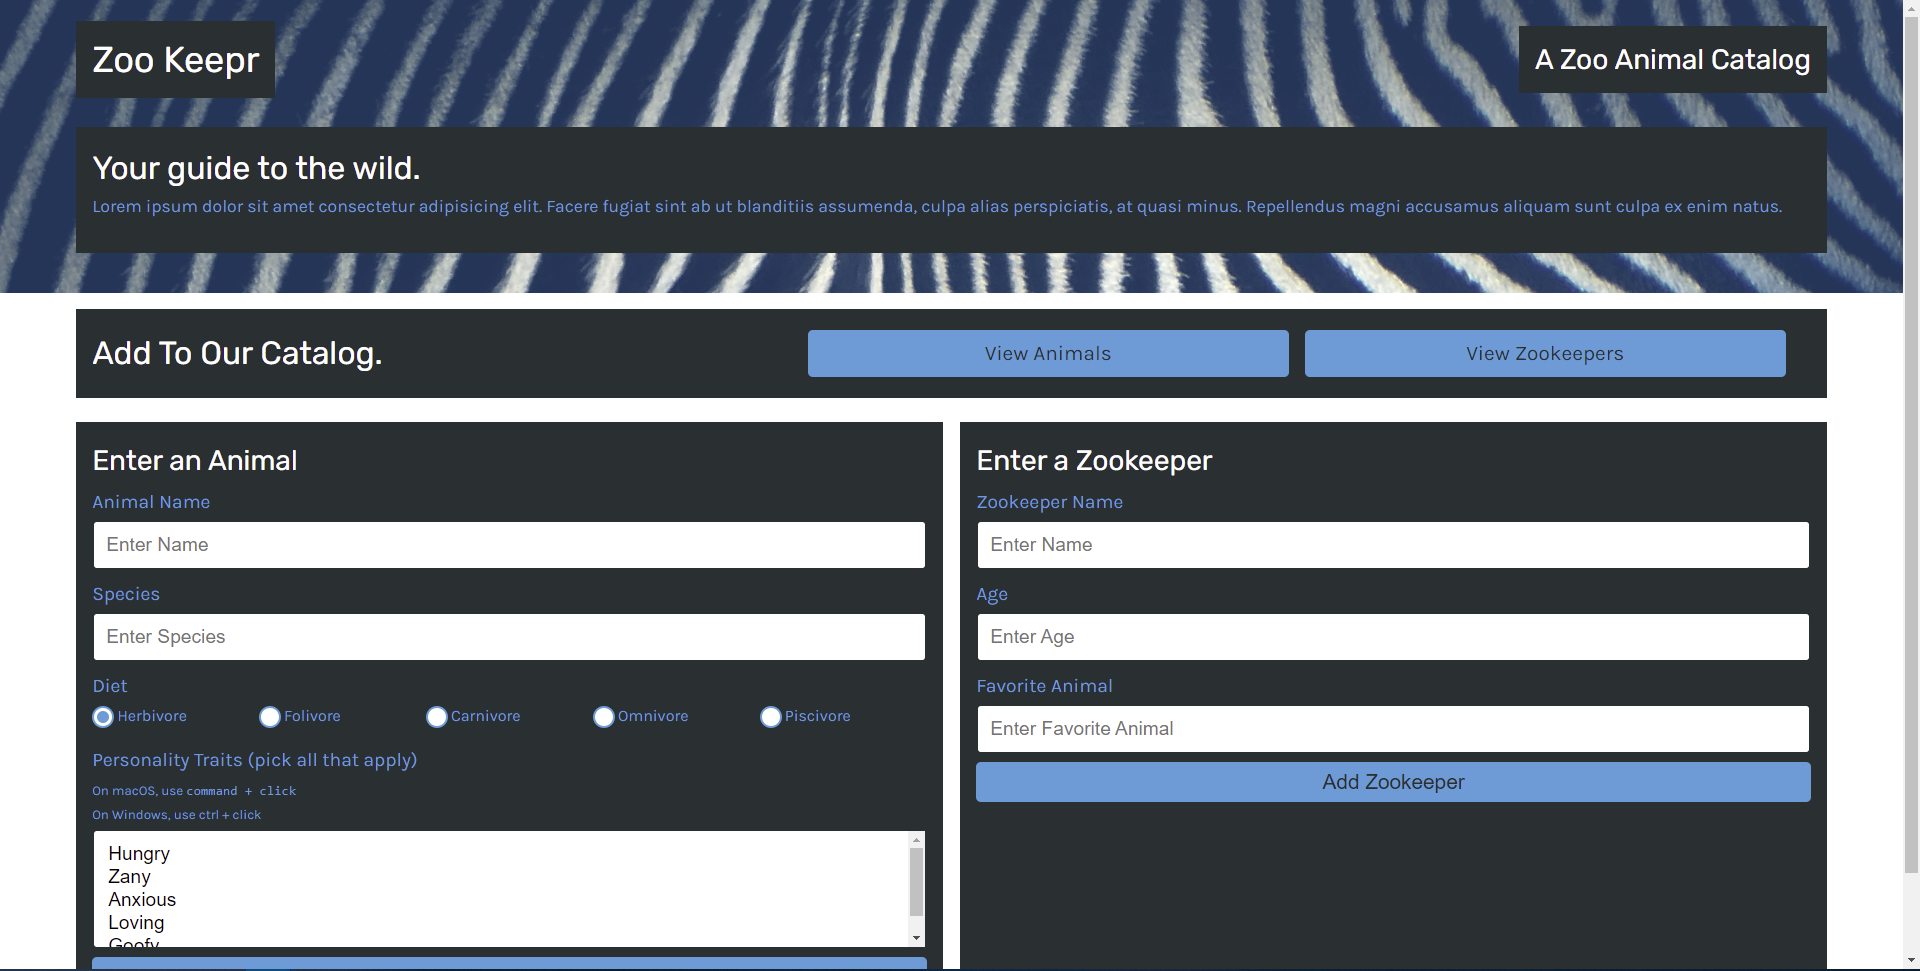 Zoo Keepr
A Zoo Animal Catalog
Your guide to the wild.
Lorem ipsum dolor sit amet consectetur adipisicing elit. Facere fugiat sint ab ut blanditiis assumenda, culpa alias perspiciatis, at quasi minus. Repellendus magni accusamus aliquam sunt culpa ex enim natus.
Add To Our Catalog.
View Animals
View Zookeepers
Enter an Animal
Animal Name
Enter Name
Species
Enter Species
Diet
Herbivore Folivore Carnivore Omnivore Piscivore
Personality Traits (pick all that apply)
On macOS, use command + click
On Windows, use ctrl + click
Hungry
Zany
Anxious
Loving
Goofy
Enter a Zookeeper
Zookeeper Name
Enter Name
Age
Enter Age
Favorite Animal
Enter Favorite Animal
Add Zookeeper